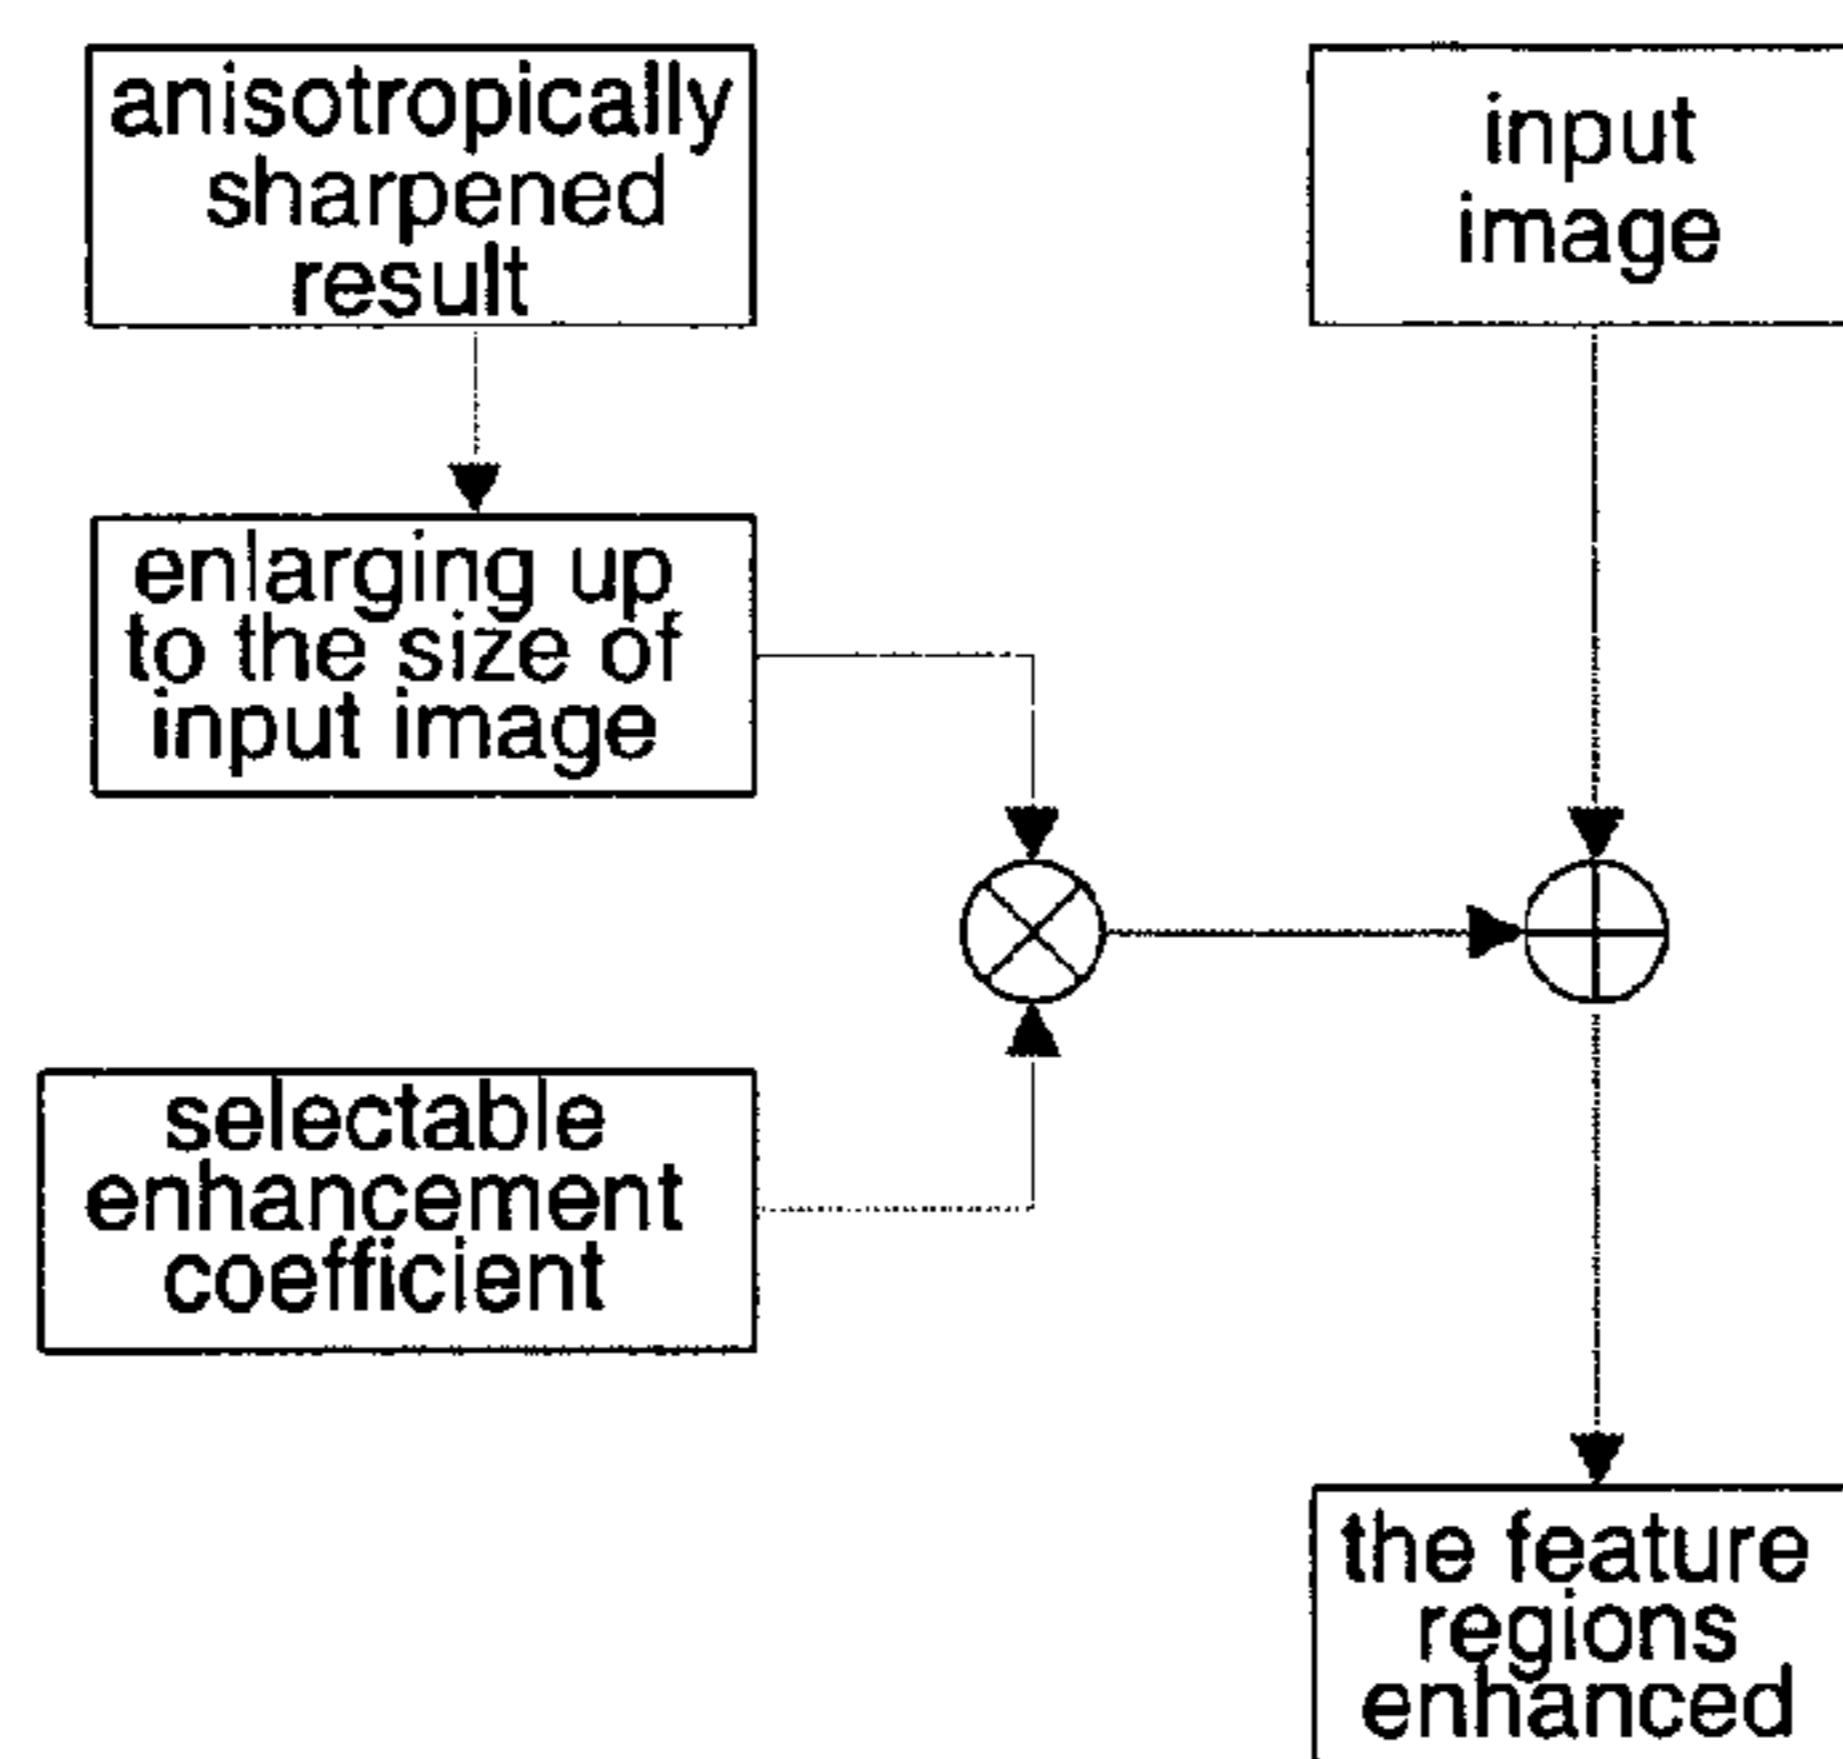 anisotropically
sharpened
result
input
image
enlarging up
to the size of
input image
selectable
enhancement
coefficient
the feature
regions
enhanced